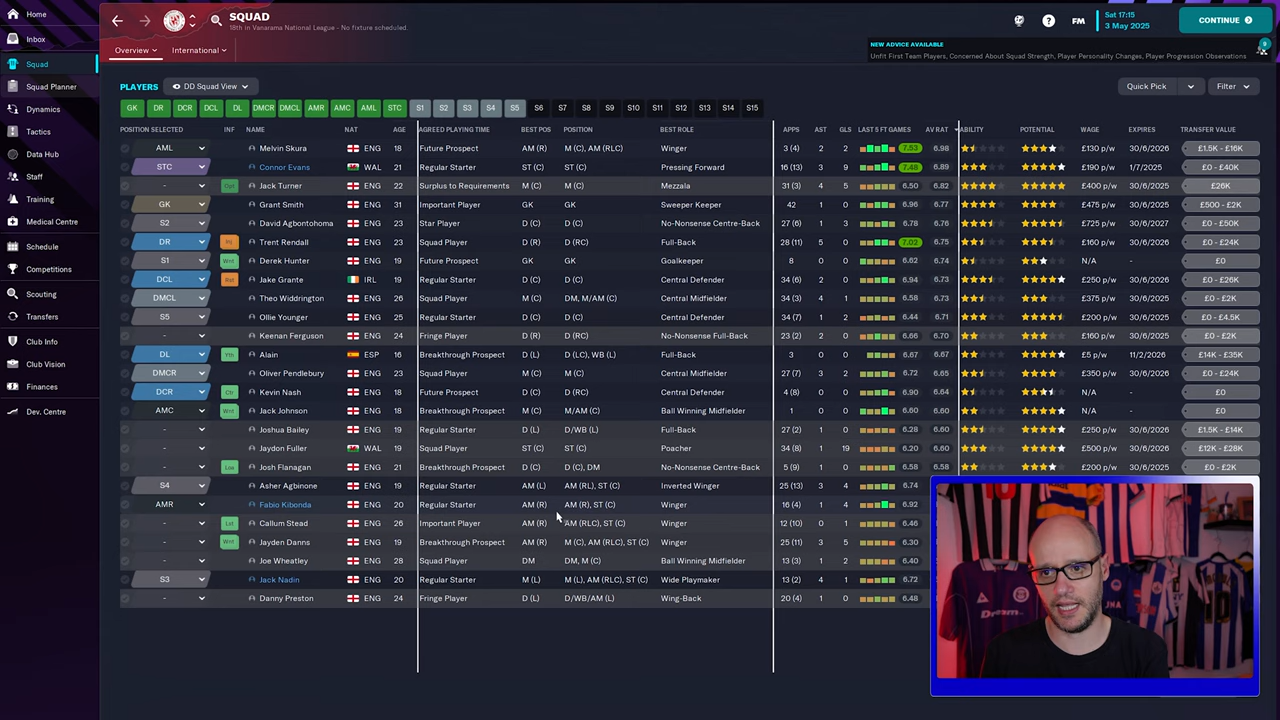 Home
SQUAD
18th in Vanarama National League - No fixture scheduled.
FM
Sat 17:15
3 May 2025
CONTINUE
Inbox
Overview
International
NEW ADVICE AVAILABLE
Unfit First Team Players, Concerned About Squad Strength, Player Personality Changes, Player Progression Observations
Squad
Squad Planner
Dynamics
Tactics
Data Hub
Staff
Training
Medical Centre
Schedule
Competitions
Scouting
Transfers
Club Info
Club Vision
Finances
Dev. Centre
PLAYERS
DD Squad View
Quick Pick
Filter
GK DR DCR DCL DL DMCR DMCL AMR AMC AML STC S1 S2 S3 S4 S5 S6 S7 S8 S9 S10 S11 S12 S13 S14 S15
POSITION SELECTED INF NAME NAT AGE AGREED PLAYING TIME BEST POS POSITION BEST ROLE APPS AST GLS LAST 5 FT GAMES AV RAT ABILITY POTENTIAL WAGE EXPIRES TRANSFER VALUE
AML Melvin Skura ENG 18 Future Prospect AM (R) M (C), AM (RLC) Winger 3 (4) 2 2 7.53 6.98 £130 p/w 30/6/2026 £1.5K - £16K
STC Connor Evans WAL 21 Regular Starter ST (C) ST (C) Pressing Forward 16 (13) 3 9 7.48 6.89 £190 p/w 1/7/2025 £0 - £40K
- Jack Turner ENG 22 Surplus to Requirements M (C) M (C) Mezzala 31 (3) 4 5 6.50 6.82 £400 p/w 30/6/2025 £26K
GK Grant Smith ENG 31 Important Player GK GK Sweeper Keeper 42 1 0 6.96 6.77 £475 p/w 30/6/2025 £500 - £2K
S2 David Agbontohoma ENG 23 Star Player D (C) D (C) No-Nonsense Centre-Back 27 (6) 1 3 6.78 6.76 £725 p/w 30/6/2027 £0 - £50K
DR Trent Rendall ENG 23 Squad Player D (R) D (RC) Full-Back 28 (11) 5 0 7.02 6.75 £160 p/w 30/6/2026 £0 - £24K
S1 Wnt Derek Hunter ENG 19 Future Prospect GK GK Goalkeeper 8 0 0 6.62 6.74 N/A - £0
DCL Jake Grante IRL 19 Regular Starter D (C) D (C) Central Defender 34 (6) 2 0 6.94 6.73 £250 p/w 30/6/2026 £0 - £26K
DMCL Theo Widdrington ENG 26 Squad Player M (C) DM, M/AM (C) Central Midfielder 34 (3) 4 1 6.58 6.73 £375 p/w 30/6/2025 £0 - £2K
S5 Ollie Younger ENG 25 Regular Starter D (C) D (C) Central Defender 34 (7) 1 2 6.44 6.71 £200 p/w 30/6/2025 £0 - £4.5K
- Keenan Ferguson ENG 24 Fringe Player D (R) D (RC) No-Nonsense Full-Back 23 (2) 2 0 6.66 6.70 £160 p/w 30/6/2025 £0 - £2K
DL Yth Alain ESP 16 Breakthrough Prospect D (L) D (LC), WB (L) Full-Back 3 0 0 6.67 6.67 £5 p/w 11/2/2026 £14K - £35K
DMCR Oliver Pendlebury ENG 23 Squad Player M (C) M (C) Central Midfielder 27 (7) 3 2 6.72 6.65 £350 p/w 30/6/2026 £0 - £24K
DCR Ctr Kevin Nash ENG 18 Future Prospect D (C) D (C) Central Defender 4 (8) 0 0 6.90 6.64 N/A - £0
AMC Wnt Jack Johnson ENG 18 Breakthrough Prospect M (C) M/AM (C) Ball Winning Midfielder 1 0 0 6.60 6.60 N/A - £0
- Joshua Bailey ENG 19 Regular Starter D (L) D/WB (L) Full-Back 27 (2) 1 0 6.28 6.60 £250 p/w 30/6/2026 £1.5K - £14K
- Jaydon Fuller WAL 19 Squad Player ST (C) ST (C) Poacher 34 (8) 1 19 6.20 6.60 £500 p/w 30/6/2026 £12K - £28K
- Loa Josh Flanagan ENG 21 Breakthrough Prospect D (C) D (C), DM No-Nonsense Centre-Back 5 (9) 1 0 6.58 6.58 £200 p/w 30/6/2025 £0 - £2K
S4 Asher Agbinone ENG 19 Regular Starter AM (L) AM (RL), ST (C) Inverted Winger 25 (13) 3 4 6.74
AMR Fabio Kibonda ENG 20 Regular Starter AM (R) AM (R), ST (C) Winger 16 (4) 1 4 6.92
- Lst Callum Stead ENG 26 Important Player AM (R) AM (RLC), ST (C) Winger 12 (10) 0 1 6.46
- Wnt Jayden Danns ENG 19 Breakthrough Prospect AM (R) M (C), AM (RLC), ST (C) Winger 25 (11) 3 5 6.30
- Joe Wheatley ENG 28 Squad Player DM DM, M (C) Ball Winning Midfielder 38 (4) 1 2 6.40
S3 Jack Nadin ENG 20 Regular Starter M (L) M (L), AM (RLC), ST (C) Wide Playmaker 13 (2) 4 1 6.72
- Danny Preston ENG 24 Fringe Player D (L) D/WB/AM (L) Wing-Back 20 (4) 1 0 6.48